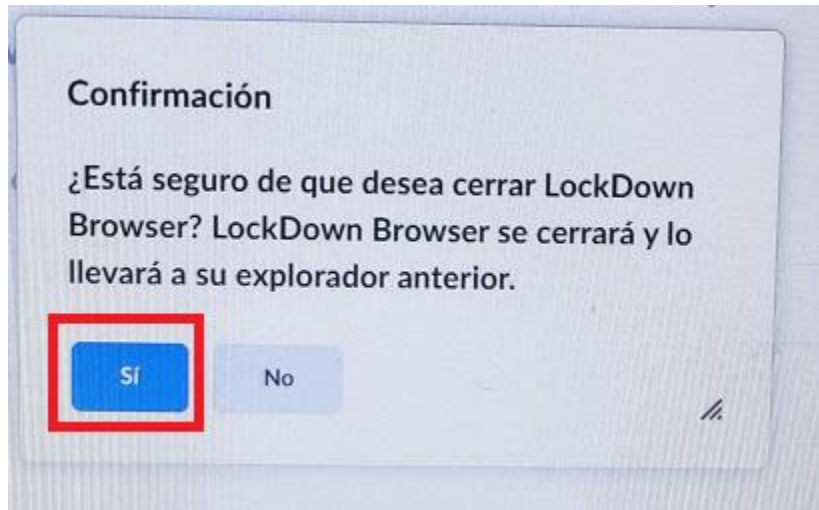 Confirmación
¿Está seguro de que desea cerrar LockDown
Browser? LockDown Browser se cerrará y lo
llevará a su explorador anterior.
Sí
No